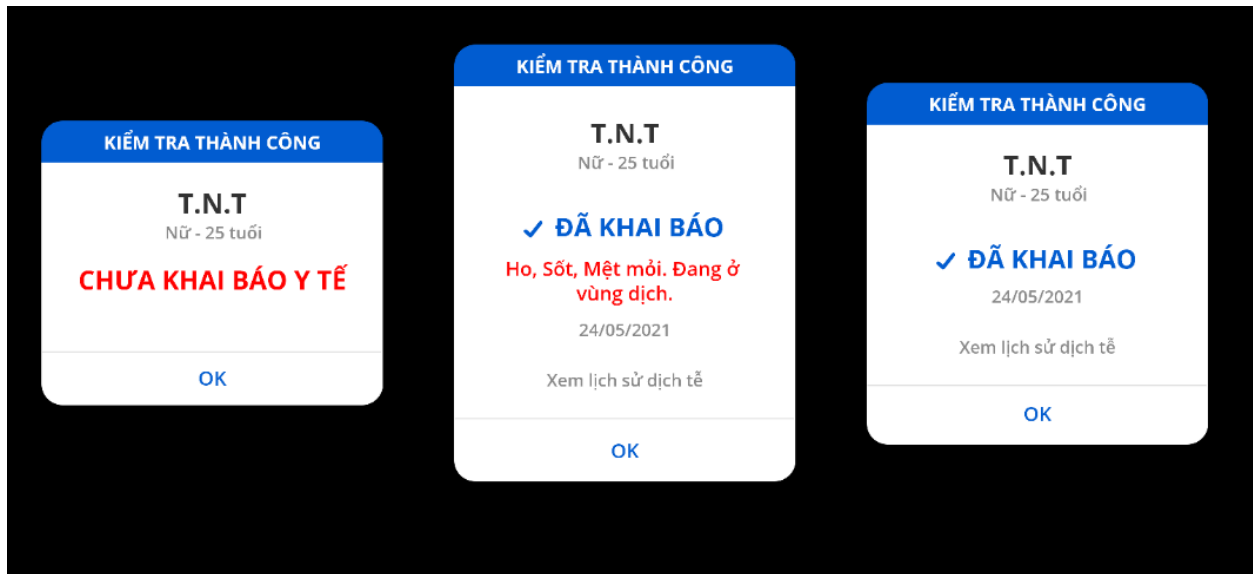 KIỂM TRA THÀNH CÔNG
T.N.T
Nữ - 25 tuổi
CHƯA KHAI BÁO Y TẾ
OK
KIỂM TRA THÀNH CÔNG
T.N.T
Nữ - 25 tuổi
ĐÃ KHAI BÁO
Ho, Sốt, Mệt mỏi. Đang ở
vùng dịch.
24/05/2021
Xem lịch sử dịch tễ
OK
KIỂM TRA THÀNH CÔNG
T.N.T
Nữ - 25 tuổi
ĐÃ KHAI BÁO
24/05/2021
Xem lịch sử dịch tễ
OK